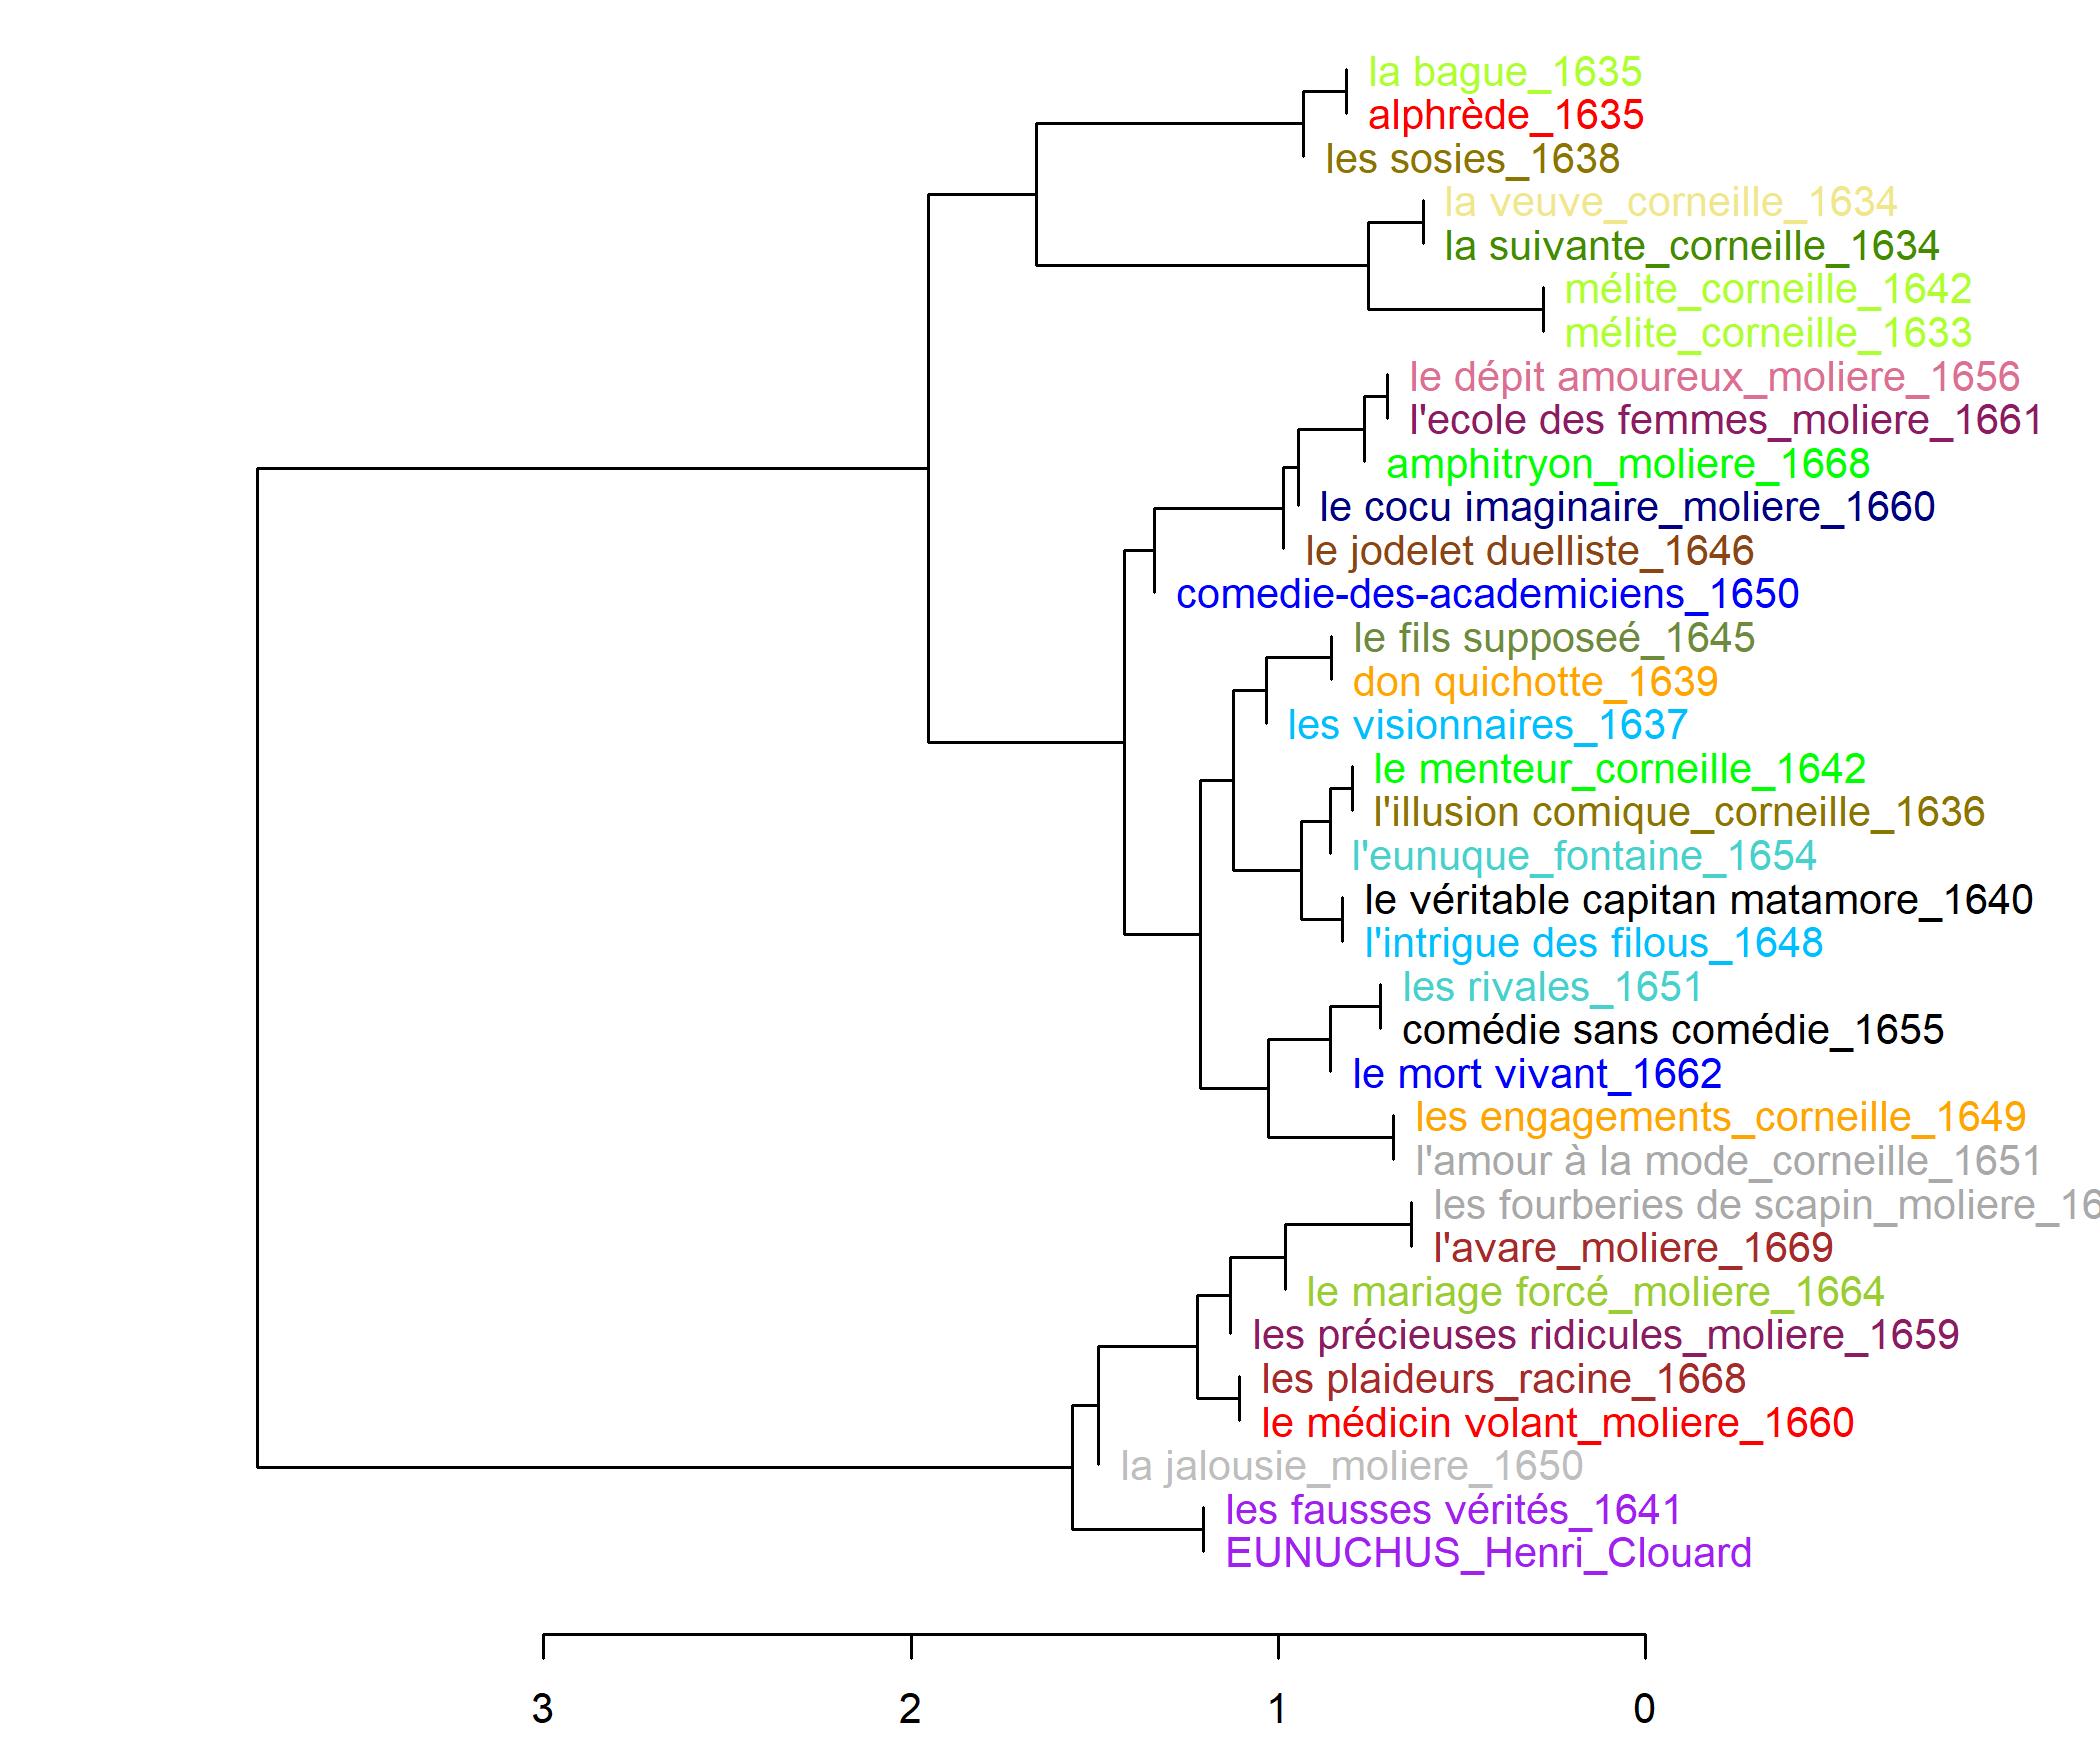 la bague_1635
alphrède_1635
les sosies_1638
la veuve_corneille_1634
la suivante_corneille_1634
mélite_corneille_1642
mélite_corneille_1633
le dépit amoureux_moliere_1656
l'ecole des femmes_moliere_1661
amphitryon_moliere_1668
le cocu imaginaire_moliere_1660
le jodelet duelliste_1646
comedie-des-academiciens_1650
le fils supposeé_1645
don quichotte_1639
les visionnaires_1637
le menteur_corneille_1642
l'illusion comique_corneille_1636
l'eunuque_fontaine_1654
le véritable capitan matamore_1640
l'intrigue des filous_1648
les rivales_1651
comédie sans comédie_1655
le mort vivant_1662
les engagements_corneille_1649
l'amour à la mode_corneille_1651
les fourberies de scapin_moliere_16
l'avare_moliere_1669
le mariage forcé_moliere_1664
les précieuses ridicules_moliere_1659
les plaideurs_racine_1668
le médicin volant_moliere_1660
la jalousie_moliere_1650
les fausses vérités_1641
EUNUCHUS_Henri_Clouard
3 2 1 0